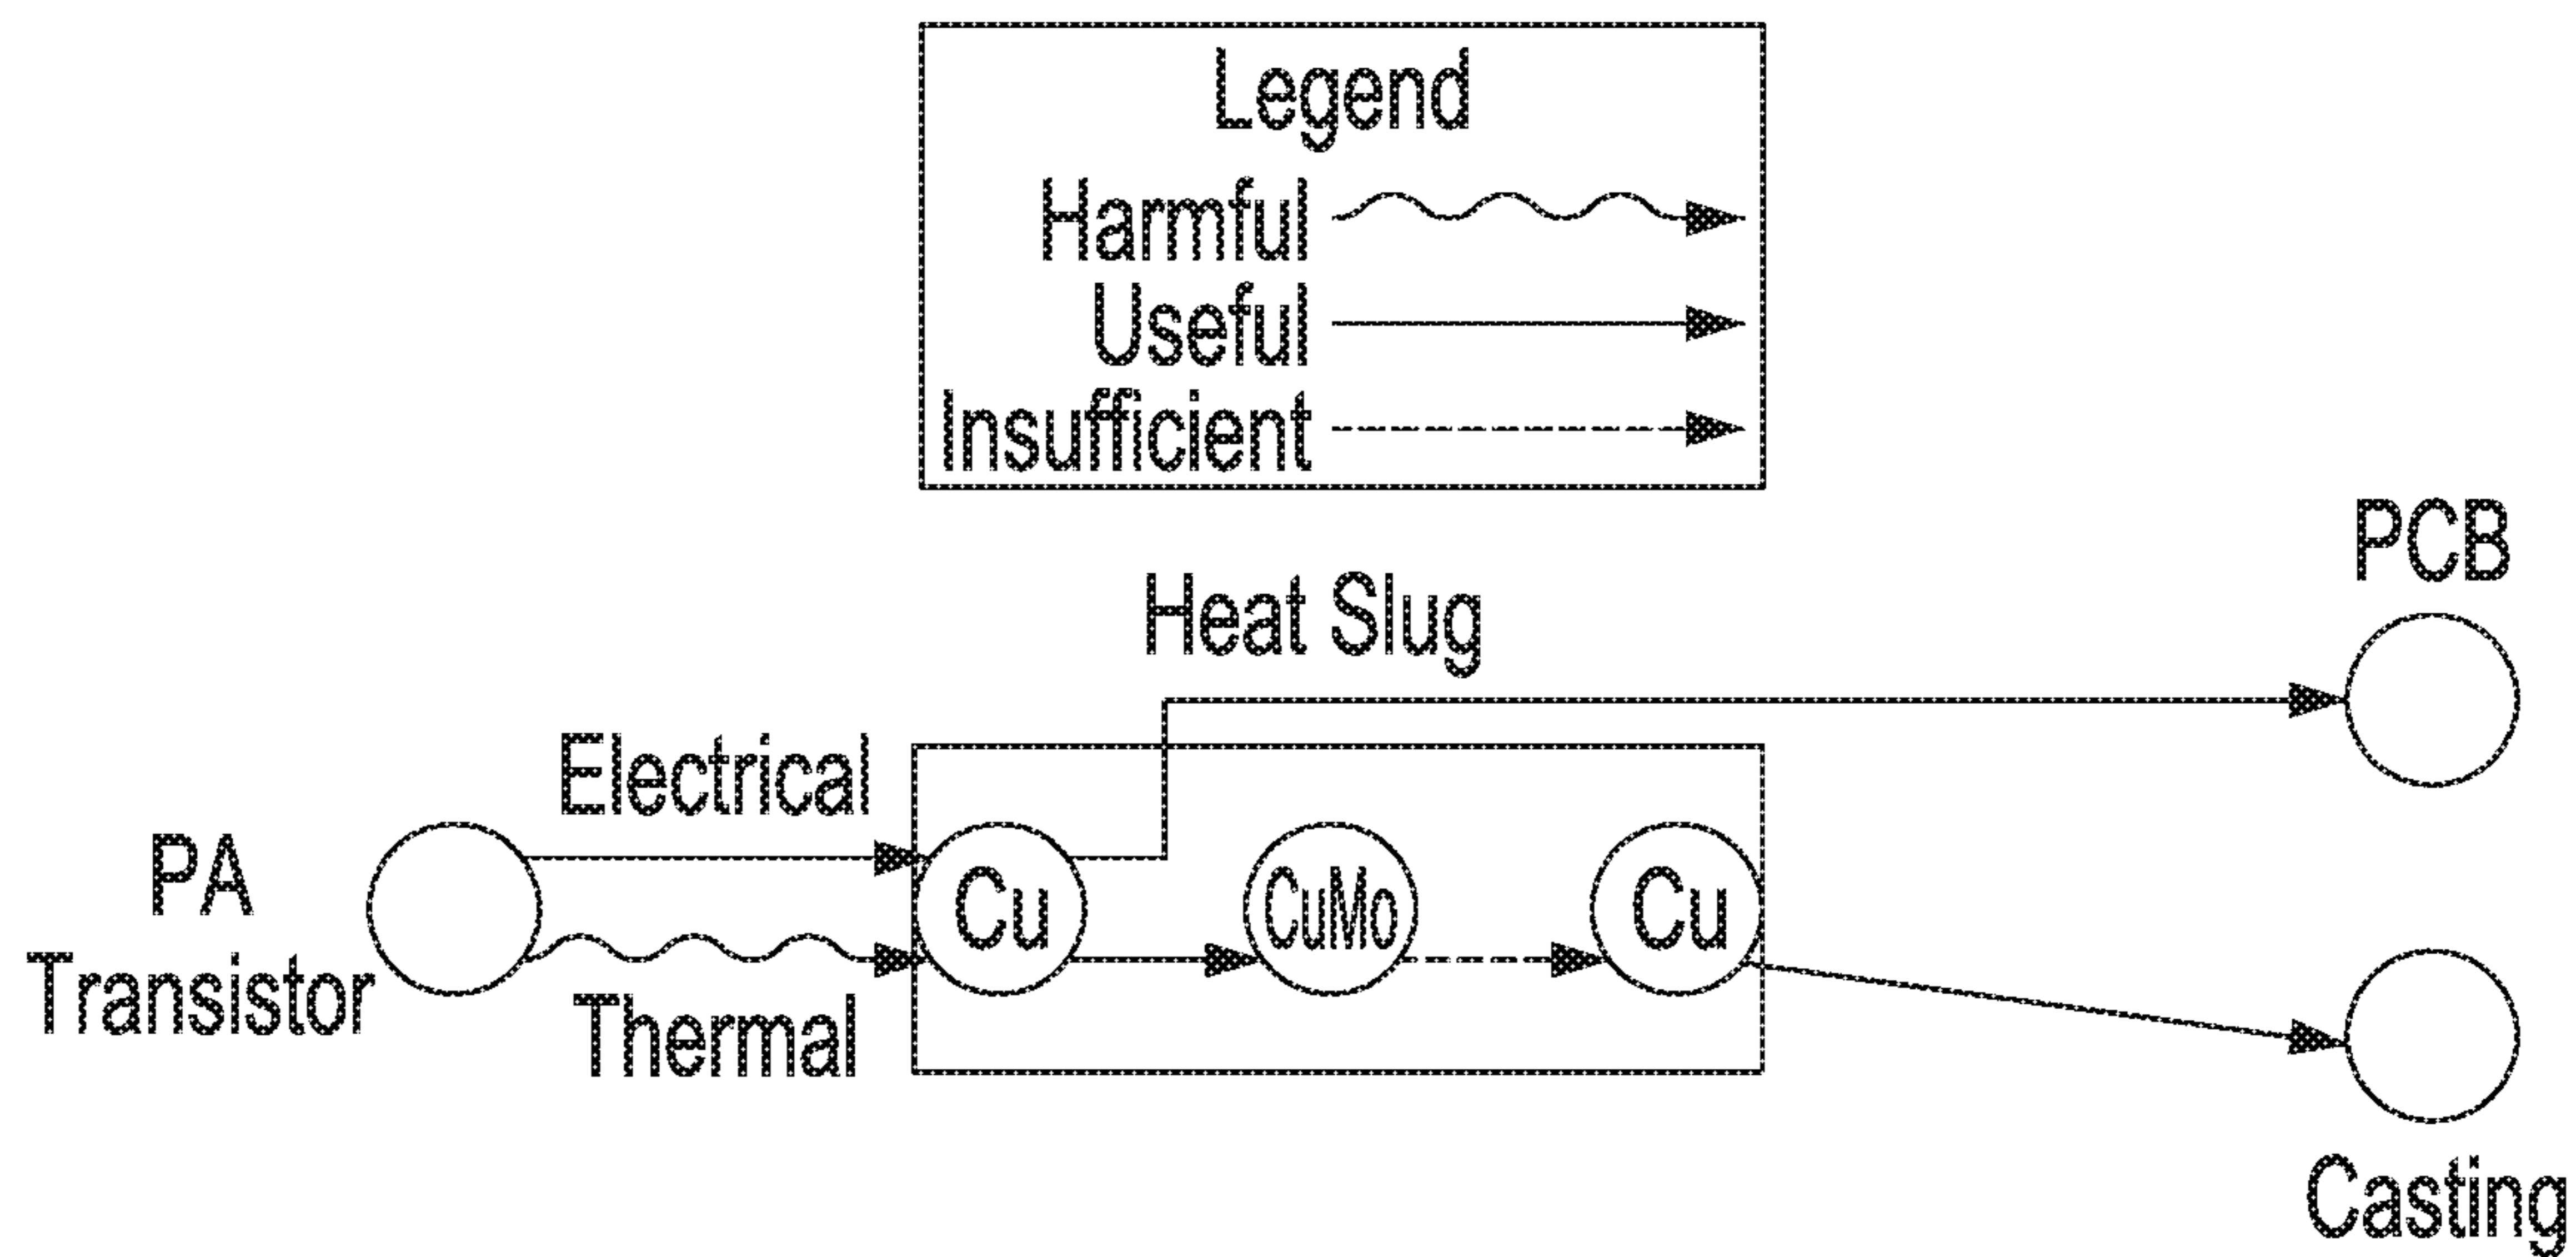 Legend
Harmful
Useful
Insufficient
PCB
Heat Slug
Electrical
PA
Transistor
Cu
CuMo
Cu
Thermal
Casting